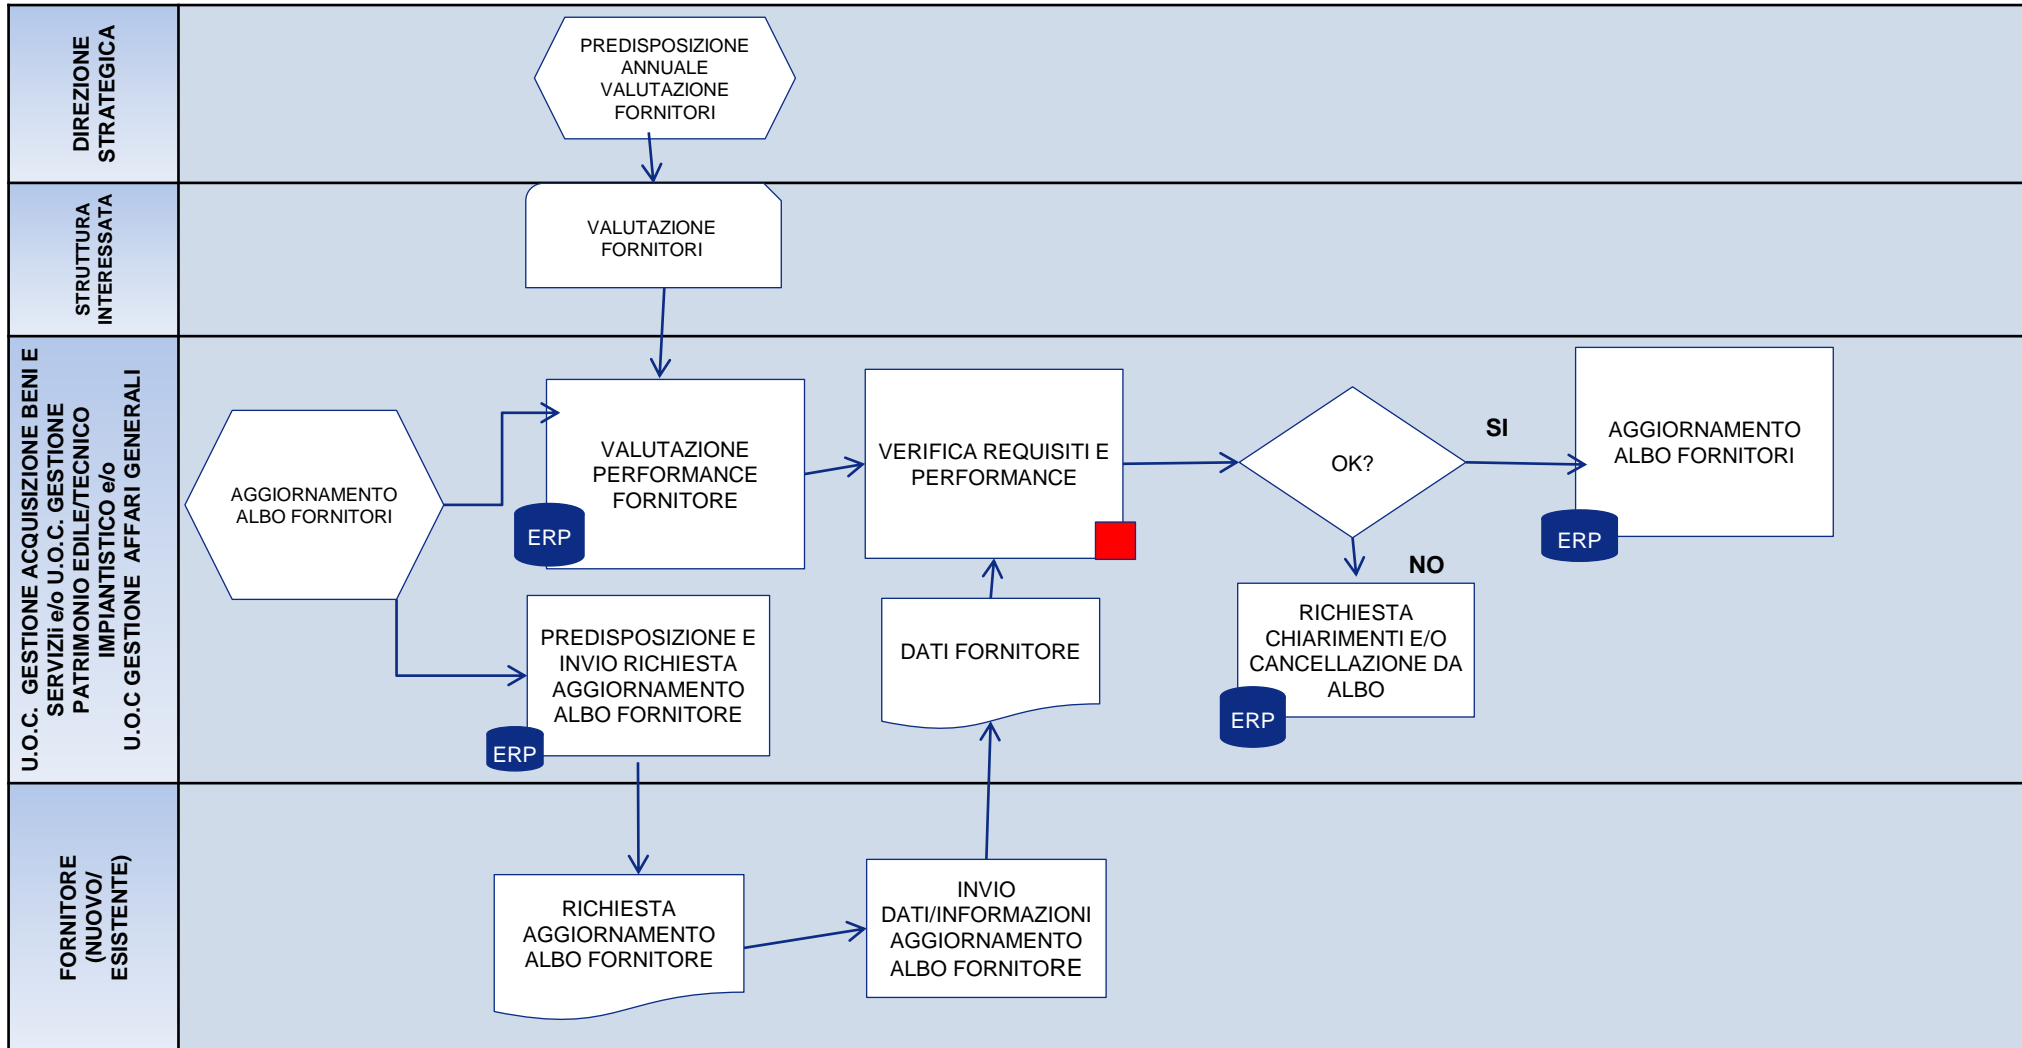 DIREZIONE
STRATEGICA
PREDISPOSIZIONE
ANNUALE
VALUTAZIONE
FORNITORI
STRUTTURA
INTERESSATA
VALUTAZIONE
FORNITORI
U.O.C.  GESTIONE ACQUISIZIONE BENI E
SERVIZIi e/o U.O.C. GESTIONE
PATRIMONIO EDILE/TECNICO
IMPIANTISTICO e/o
U.O.C GESTIONE  AFFARI GENERALI
AGGIORNAMENTO
ALBO FORNITORI
VALUTAZIONE
PERFORMANCE
FORNITORE
ERP
VERIFICA REQUISITI E
PERFORMANCE
OK?
SI
AGGIORNAMENTO
ALBO FORNITORI
ERP
NO
PREDISPOSIZIONE E
INVIO RICHIESTA
AGGIORNAMENTO
ALBO FORNITORE
ERP
DATI FORNITORE
RICHIESTA
CHIARIMENTI E/O
CANCELLAZIONE DA
ALBO
ERP
FORNITORE
(NUOVO/
ESISTENTE)
RICHIESTA
AGGIORNAMENTO
ALBO FORNITORE
INVIO
DATI/INFORMAZIONI
AGGIORNAMENTO
ALBO FORNITORE